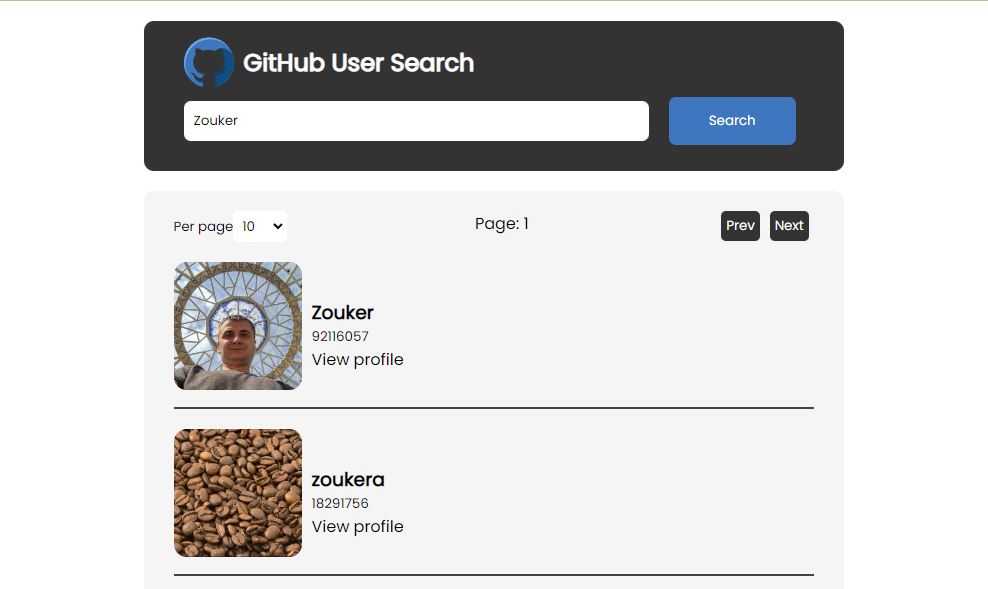 GitHub User Search
Zouker
Search
Per page 10
Page: 1
Prev
Next
Zouker
92116057
View profile
zoukera
18291756
View profile